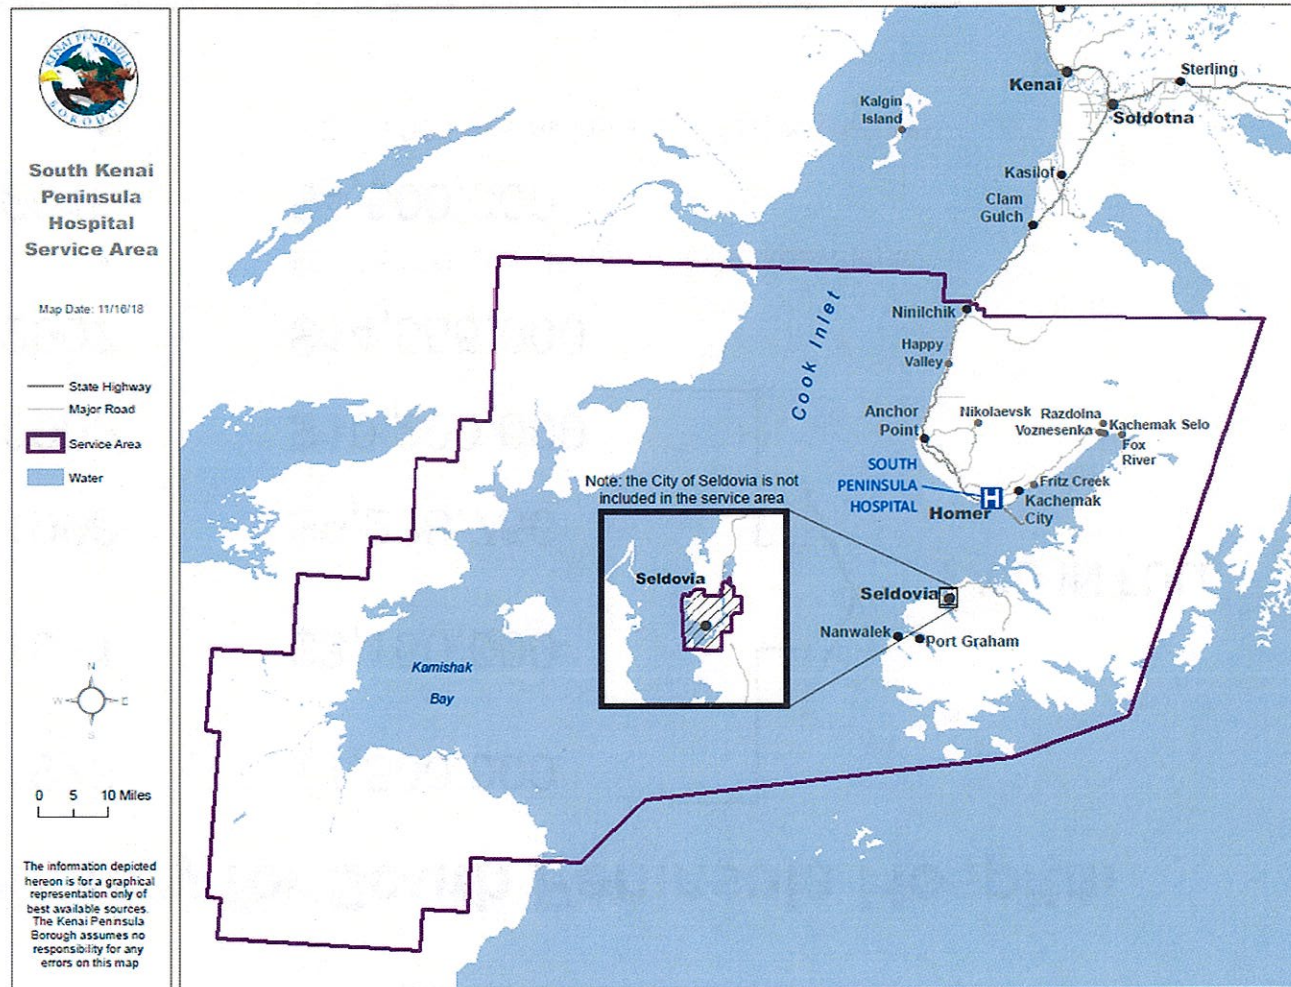 KENAI PENINSULA
BOROUGH
South Kenai
Peninsula
Hospital
Service Area
Map Date: 11/16/18
State Highway
Major Road
Service Area
Water
N
W
E
S
0 5 10 Miles
The information depicted
hereon is for a graphical
representation only of
best available sources.
The Kenai Peninsula
Borough assumes no
responsibility for any
errors on this map
Kenai
Sterling
Soldotna
Kalgin
Island
Kasilof
Clam
Gulch
Cook Inlet
Ninilchik
Happy
Valley
Anchor
Point
Nikolaevsk
Razdolna
Voznesenka
Kachemak Selo
Fox
River
SOUTH
PENINSULA
HOSPITAL
H
Homer
Fritz Creek
Kachemak
City
Note: the City of Seldovia is not
included in the service area
Seldovia
Seldovia
Nanwalek
Port Graham
Kamishak
Bay